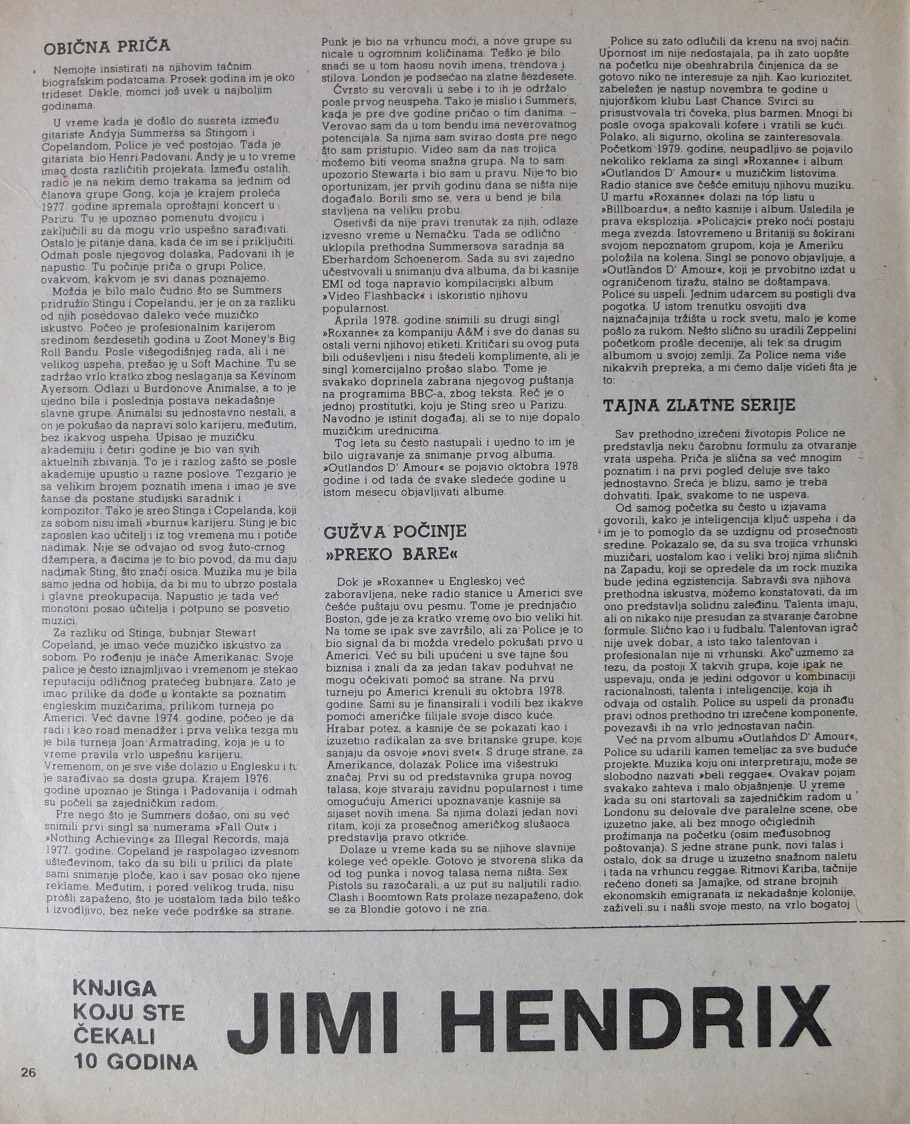 OBIČNA PRIČA
Nemojte insistirati na njihovim tačnim
biografskim podatcama. Prosek godina im je oko
trideset. Dakle, momci još uvek u najboljim
godinama.
U vreme kada je došlo do susreta između
gitariste Andyja Summersa sa Stingom i
Copelandom, Police je već postojao. Tada je
gitarista bio Henri Padovani. Andy je u to vreme
imao dosta različitih projekata. Između ostalih,
radio je na nekim demo trakama sa jednim od
članova grupe Gong, koja je krajem proleća
1977. godine spremala oproštajni koncert u
Parizu. Tu je upoznao pomenutu dvojicu i
zaključili su da mogu vrlo uspešno sarađivati.
Ostalo je pitanje dana, kada će im se i priključiti.
Odmah posle njegovog dolaska, Padovani ih je
napustio. Tu počinje priča o grupi Police,
ovakvom, kakvom je svi danas poznajemo.
Možda je bilo malo čudno što se Summers
pridružio Stingu i Copelandu, jer je on za razliku
od njih posedovao daleko veće muzičko
iskustvo. Počeo je profesionalnim karijerom
sredinom šezdesetih godina u Zoot Money's Big
Roll Bandu. Posle višegodišnjeg rada, ali i ne
velikog uspeha, prešao je u Soft Machine. Tu se
zadržao vrlo kratko zbog neslaganja sa Kevinom
Ayersom. Odlazi u Burdonove Animalse, a to je
ujedno bila i poslednja postava nekadašnje
slavne grupe. Animalsi su jednostavno nestali, a
on je pokušao da napravi solo karijeru, međutim,
bez ikakvog uspeha. Upisao je muzičku
akademiju i četiri godine je bio van svih
aktuelnih zbivanja. To je i razlog zašto se posle
akademije upustio u razne poslove. Tezgario je
sa velikim brojem poznatih imena i imao je sve
šanse da postane studijski saradnik i
kompozitor. Tako je sreo Stinga i Copelanda, koji
za sobom nisu imali »burnu« karijeru. Sting je bic
zaposlen kao učitelj i iz tog vremena mu i potiče
nadimak. Nije se odvajao od svog žuto-crnog
džempera, a đacima je to bio povod, da mu daju
nadimak Sting, što znači osica. Muzika mu je bila
samo jedna od hobija, da bi mu to ubrzo postala
i glavna preokupacija. Napustio je tada već
monotoni posao učitelja i potpuno se posvetio
muzici.
Za razliku od Stinga, bubnjar Stewart
Copeland, je imao veće muzičko iskustvo za
sobom. Po rođenju je inače Amerikanac. Svoje
palice je često iznajmljivao i vremenom je stekao
reputaciju odličnog pratećeg bubnjara. Zato je
imao prilike da dođe u kontakte sa poznatim
engleskim muzičarima, prilikom turneja po
Americi. Već davne 1974. godine, počeo je da
radi i kao road menadžer i prva velika tezga mu
je bila turneja Joan Armatrading, koja je u to
vreme pravila vrlo uspešnu karijeru.
Vremenom, on je sve više dolazio u Englesku i tu
je sarađivao sa dosta grupa. Krajem 1976.
godine upoznao je Stinga i Padovanija i odmah
su počeli sa zajedničkim radom.
Pre nego što je Summers došao, oni su već
snimili prvi singl sa numerama »Fall Out« i
»Nothing Achieving« za Illegal Records, maja
1977. godine. Copeland je raspolagao izvesnom
ušteđevinom, tako da su bili u prilici da plate
sami snimanje ploče, kao i sav posao oko njene
reklame. Međutim, i pored velikog truda, nisu
prošli zapaženo, što je uostalom tada bilo teško
i izvodljivo, bez neke veće podrške sa strane.
Punk je bio na vrhuncu moći, a nove grupe su
nicale u ogromnim količinama. Teško je bilo
snaći se u tom haosu novih imena, trendova i
stilova. London je podsećao na zlatne šezdesete.
Čvrsto su verovali u sebe i to ih je održalo
posle prvog neuspeha. Tako je mislio i Summers,
kada je pre dve godine pričao o tim danima. –
Verovao sam da u tom bendu ima neverovatnog
potencijala. Sa njima sam svirao dosta pre nego
što sam pristupio. Video sam da nas trojica
možemo biti veoma snažna grupa. Na to sam
upozorio Stewarta i bio sam u pravu. Nije to bio
oportunizam, jer prvih godinu dana se ništa nije
događalo. Borili smo se, vera u bend je bila
stavljena na veliku probu.
Osetivši da nije pravi trenutak za njih, odlaze
izvesno vreme u Nemačku. Tada se odlično
uklopila prethodna Summersova saradnja sa
Eberhardom Schoenerom. Sada su svi zajedno
učestvovali u snimanju dva albuma, da bi kasnije
EMI od toga napravio kompilacijski album
»Video Flashback« i iskoristio njihovu
popularnost.
Aprila 1978. godine snimili su drugi singl
»Roxanne« za kompaniju A&M i sve do danas su
ostali verni njihovoj etiketi. Kritičari su ovog puta
bili oduševljeni i nisu štedeli komplimente, ali je
singl komercijalno prošao slabo. Tome je
svakako doprinela zabrana njegovog puštanja
na programima BBC-a, zbog teksta. Reč je o
jednoj prostitutki, koju je Sting sreo u Parizu.
Navodno je istinit događaj, ali se to nije dopalo
muzičkim urednicima.
Tog leta su često nastupali i ujedno to im je
bilo uigravanje za snimanje prvog albuma.
»Outlandos D' Amour« se pojavio oktobra 1978
godine i od tada će svake sledeće godine u
istom mesecu objavljivati albume.
GUŽVA POČINJE
»PREKO BARE«
Dok je »Roxanne« u Engleskoj već
zaboravljena, neke radio stanice u Americi sve
češće puštaju ovu pesmu. Tome je prednjačio
Boston, gde je za kratko vreme ovo bio veliki hit.
Na tome se ipak sve završilo, ali za Police je to
bio signal da bi možda vredelo pokušati prvo u
Americi. Već su bili upućeni u sve tajne šou
biznisa i znali da za jedan takav poduhvat ne
mogu očekivati pomoć sa strane. Na prvu
turneju po Americi krenuli su oktobra 1978.
godine. Sami su je finansirali i vodili bez ikakve
pomoći američke filijale svoje disco kuće.
Hrabar potez, a kasnije će se pokazati kao i
izuzetno radikalan za sve britanske grupe, koje
sanjaju da osvoje »novi svet«. S druge strane, za
Amerikance, dolazak Police ima višestruki
značaj. Prvi su od predstavnika grupa novog
talasa, koje stvaraju zavidnu popularnost i time
omogućuju Americi upoznavanje kasnije sa
sijaset novih imena. Sa njima dolazi jedan novi
ritam, koji za prosečnog američkog slušaoca
predstavlja pravo otkriće.
Dolaze u vreme kada su se njihove slavnije
kolege već opekle. Gotovo je stvorena slika da
od tog punka i novog talasa nema ništa. Sex
Pistols su razočarali, a uz put su naljutili radio.
Clash i Boomtown Rats prolaze nezapaženo, dok
se za Blondie gotovo i ne zna.
Police su zato odlučili da krenu na svoj način.
Upornost im nije nedostajala, pa ih zato uopšte
na početku nije obeshrabrila činjenica da se
gotovo niko ne interesuje za njih. Kao kuriozitet,
zabeležen je nastup novembra te godine u
njujorškom klubu Last Chance. Svirci su
prisustvovala tri čoveka, plus barmen. Mnogi bi
posle ovoga spakovali kofere i vratili se kući.
Polako, ali sigurno, okolina se zainteresovala.
Početkom 1979. godine, neupadljivo se pojavilo
nekoliko reklama za singl »Roxanne« i album
»Outlandos D' Amour« u muzičkim listovima.
Radio stanice sve češće emituju njihovu muziku.
U martu »Roxanne« dolazi na top listu u
»Billboardu«, a nešto kasnije i album. Usledila je
prava eksplozija. »Policajci« preko noći postaju
mega zvezda. Istovremeno u Britaniji su šokirani
svojom nepoznatom grupom, koja je Ameriku
položila na kolena. Singl se ponovo objavljuje, a
»Outlandos D' Amour«, koji je prvobitno izdat u
ograničenom tiražu, stalno se doštampava.
Police su uspeli. Jednim udarcem su postigli dva
pogotka. U istom trenutku osvojiti dva
najznačajnija tržišta u rock svetu, malo je kome
pošlo za rukom. Nešto slično su uradili Zeppelini
početkom prošle decenije, ali tek sa drugim
albumom u svojoj zemlji. Za Police nema više
nikakvih prepreka, a mi ćemo dalje videti šta je
to:
TAJNA ZLATNE SERIJE
Sav prethodno izrečeni životopis Police ne
predstavlja neku čarobnu formulu za otvaranje
vrata uspeha. Priča je slična sa već mnogim
poznatim i na prvi pogled deluje sve tako
jednostavno. Sreća je blizu, samo je treba
dohvatiti. Ipak, svakome to ne uspeva.
Od samog početka su često u izjavama
govorili, kako je inteligencija ključ uspeha i da
im je to pomoglo da se uzdignu od prosečnosti
sredine. Pokazalo se, da su sva trojica vrhunski
muzičari, uostalom kao i veliki broj njima sličnih
na Zapadu, koji se opredele da im rock muzika
bude jedina egzistencija. Sabravši sva njihova
prethodna iskustva, možemo konstatovati, da im
ono predstavlja solidnu zaleđinu. Talenta imaju,
ali on nikako nije presudan za stvaranje čarobne
formule. Slično kao i u fudbalu. Talentovan igrač
nije uvek dobar, a isto tako talentovan i
profesionalan nije ni vrhunski. Ako uzmemo za
tezu, da postoji X takvih grupa, koje ipak ne
uspevaju, onda je jedini odgovor u kombinaciji
racionalnosti, talenta i inteligencije, koja ih
odvaja od ostalih. Police su uspeli da pronađu
pravi odnos prethodno tri izrečene komponente,
povezavši ih na vrlo jednostavan način.
Već na prvom albumu »Outlandos D' Amour«,
Police su udarili kamen temeljac za sve buduće
projekte. Muzika koju oni interpretiraju, može se
slobodno nazvati »beli reggae«. Ovakav pojam
svakako zahteva i malo objašnjenje. U vreme
kada su oni startovali sa zajedničkim radom u
Londonu su delovale dve paralelne scene, obe
izuzetno jake, ali bez mnogo očiglednih
prožimanja na početku (osim međusobnog
poštovanja). S jedne strane punk, novi talas i
ostalo, dok sa druge u izuzetno snažnom naletu
i tada na vrhuncu reggae. Ritmovi Kariba, tačnije
rečeno doneti sa Jamajke, od strane brojnih
ekonomskih emigranata iz nekadašnje kolonije,
zaživeli su i našli svoje mesto, na vrlo bogatoj
KNJIGA
KOJU STE
ČEKALI
10 GODINA
JIMI HENDRIX
26